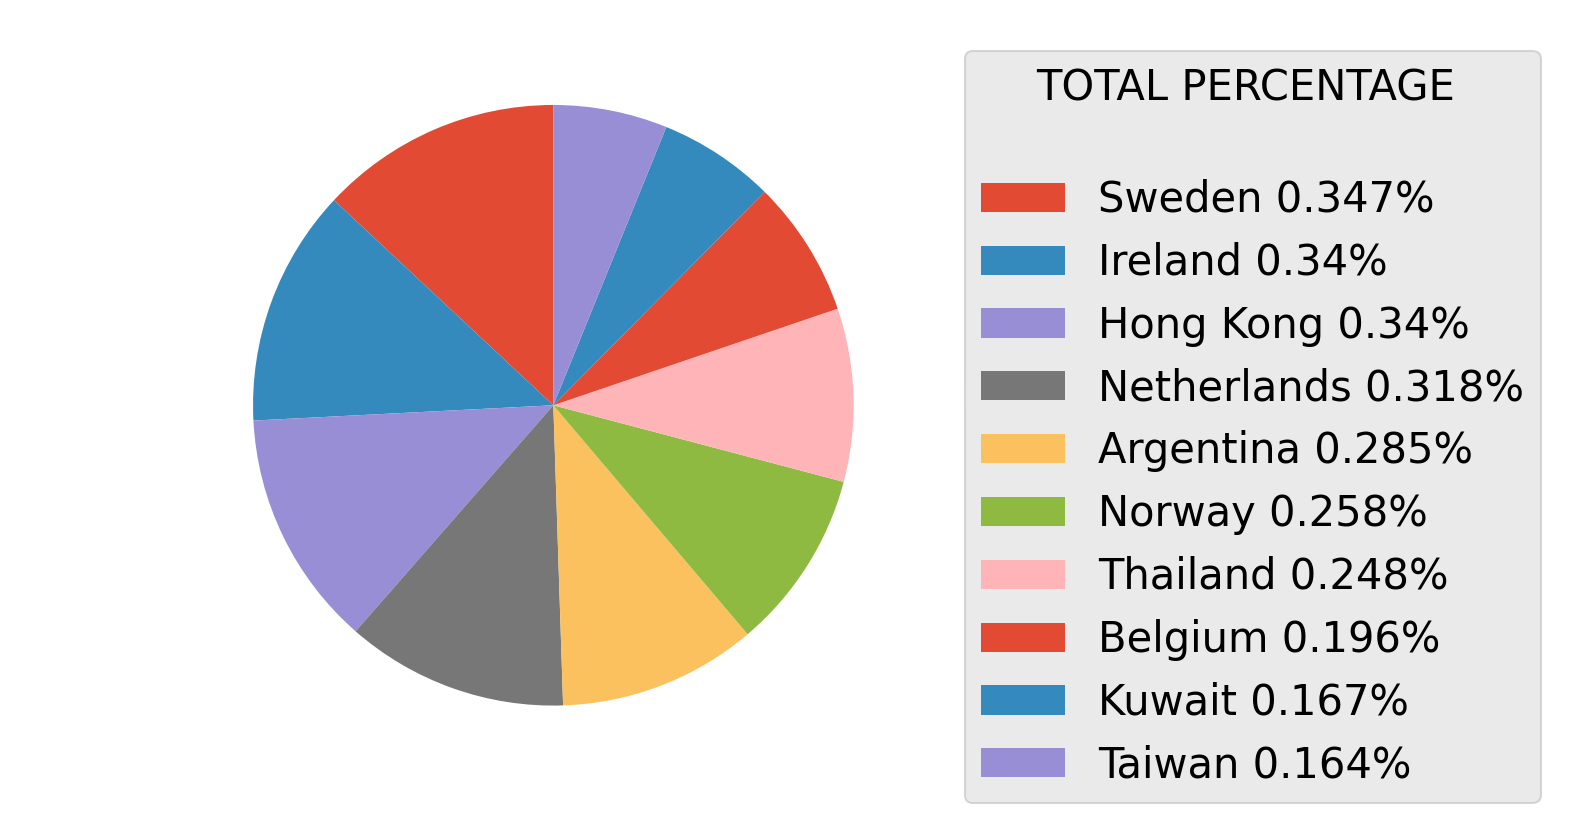 TOTAL PERCENTAGE
Sweden 0.347%
Ireland 0.34%
Hong Kong 0.34%
Netherlands 0.318%
Argentina 0.285%
Norway 0.258%
Thailand 0.248%
Belgium 0.196%
Kuwait 0.167%
Taiwan 0.164%